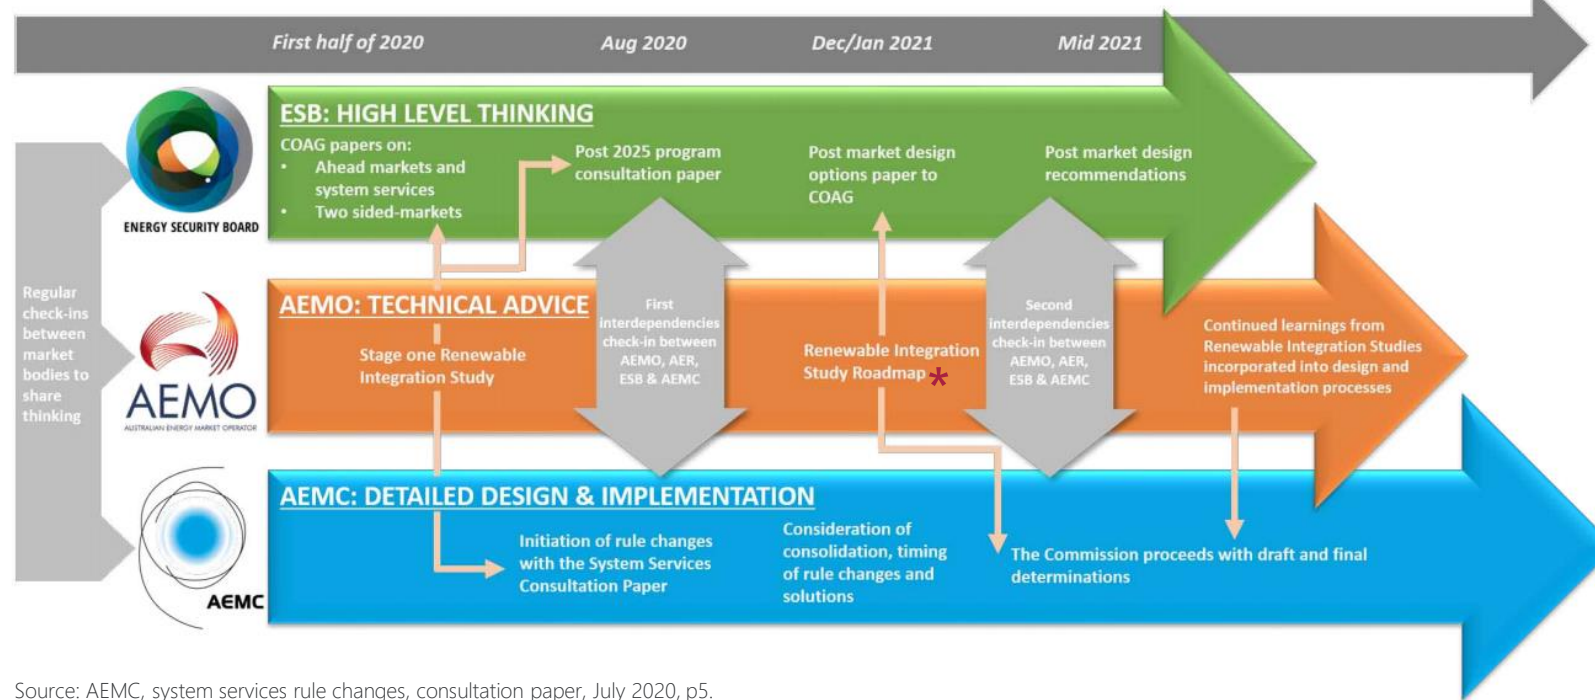 First half of 2020
Aug 2020
Dec/Jan 2021
Mid 2021
ENERGY SECURITY BOARD
ESB: HIGH LEVEL THINKING
COAG papers on:
• Ahead markets and
system services
• Two sided-markets
Post 2025 program
consultation paper
Post market design
options paper to
COAG
Post market design
recommendations
Regular
check-ins
between
market
bodies to
share
thinking
AEMO
AUSTRALIAN ENERGY MARKET OPERATOR
AEMO: TECHNICAL ADVICE
Stage one Renewable
Integration Study
First
interdependencies
check-in between
AEMO, AER,
ESB & AEMC
Renewable Integration
Study Roadmap *
Second
interdependencies
check-in between
AEMO, AER,
ESB & AEMC
Continued learnings from
Renewable Integration Studies
incorporated into design and
implementation processes
AEMC
AEMC: DETAILED DESIGN & IMPLEMENTATION
Initiation of rule changes
with the System Services
Consultation Paper
Consideration of
consolidation, timing
of rule changes and
solutions
The Commission proceeds with draft and final
determinations
Source: AEMC, system services rule changes, consultation paper, July 2020, p5.